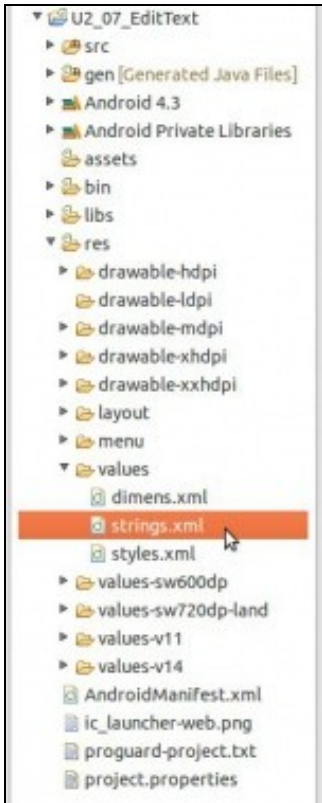 U2_07_EditText
src
gen [Generated Java Files]
Android 4.3
Android Private Libraries
assets
bin
libs
res
drawable-hdpi
drawable-ldpi
drawable-mdpi
drawable-xhdpi
drawable-xxhdpi
layout
menu
values
dimens.xml
strings.xml
styles.xml
values-sw600dp
values-sw720dp-land
values-v11
values-v14
AndroidManifest.xml
ic_launcher-web.png
proguard-project.txt
project.properties